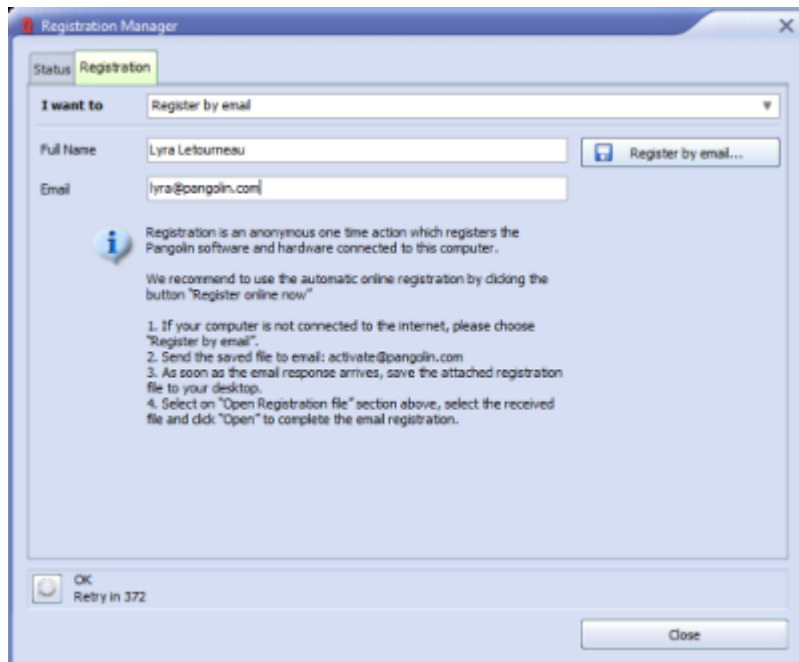 Registration Manager
Status Registration
I want to Register by email
Full Name Lyra Letourneau Register by email...
Email lyra@pangolin.com
Registration is an anonymous one time action which registers the
Pangolin software and hardware connected to this computer.
We recommend to use the automatic online registration by clicking the
button "Register online now"
1. If your computer is not connected to the internet, please choose
"Register by email".
2. Send the saved file to email: activate@pangolin.com
3. As soon as the email response arrives, save the attached registration
file to your desktop.
4. Select on "Open Registration file" section above, select the received
file and click "Open" to complete the email registration.
OK
Retry in 372
Close